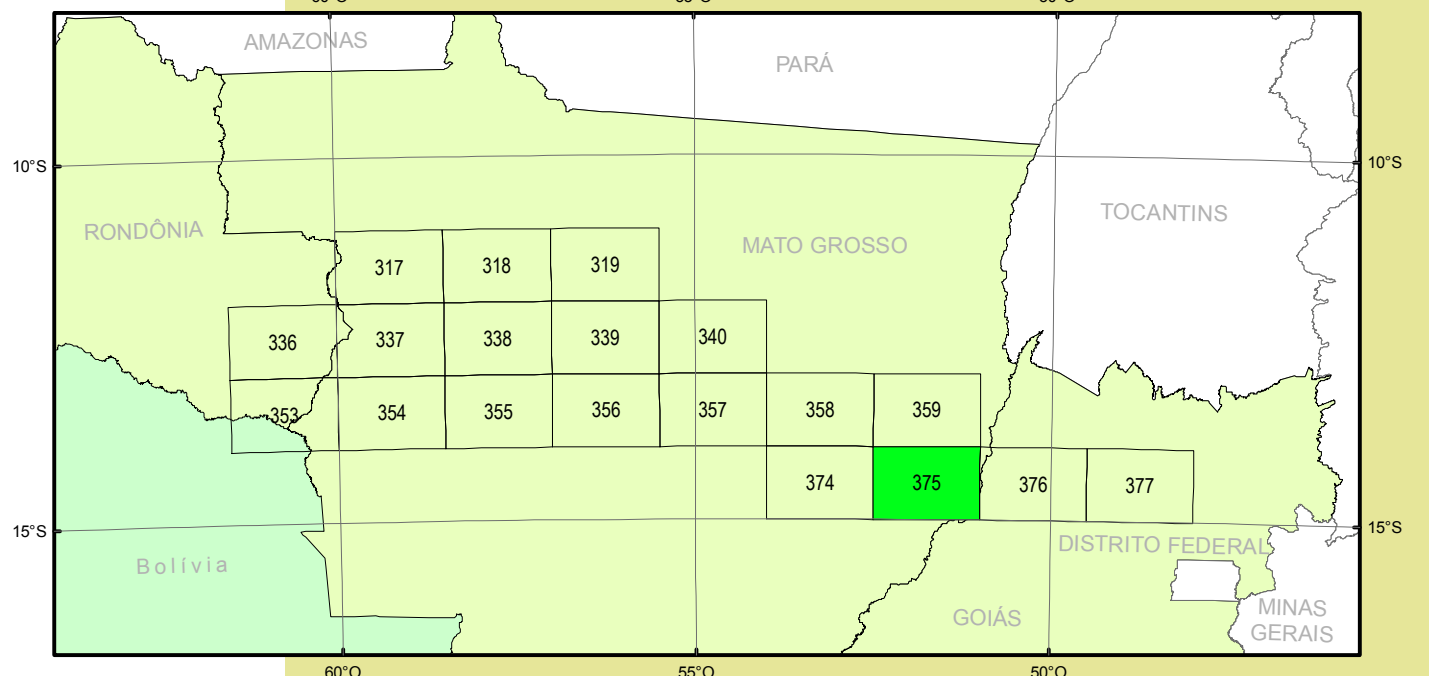 AMAZONAS
PARÁ
10°S
10°S
RONDÔNIA
MATO GROSSO
TOCANTINS
317
318
319
336
337
338
339
340
353
354
355
356
357
358
359
374
375
376
377
15°S
15°S
DISTRITO FEDERAL
Bolívia
GOIÁS
MINAS
GERAIS
60°O
55°O
50°O